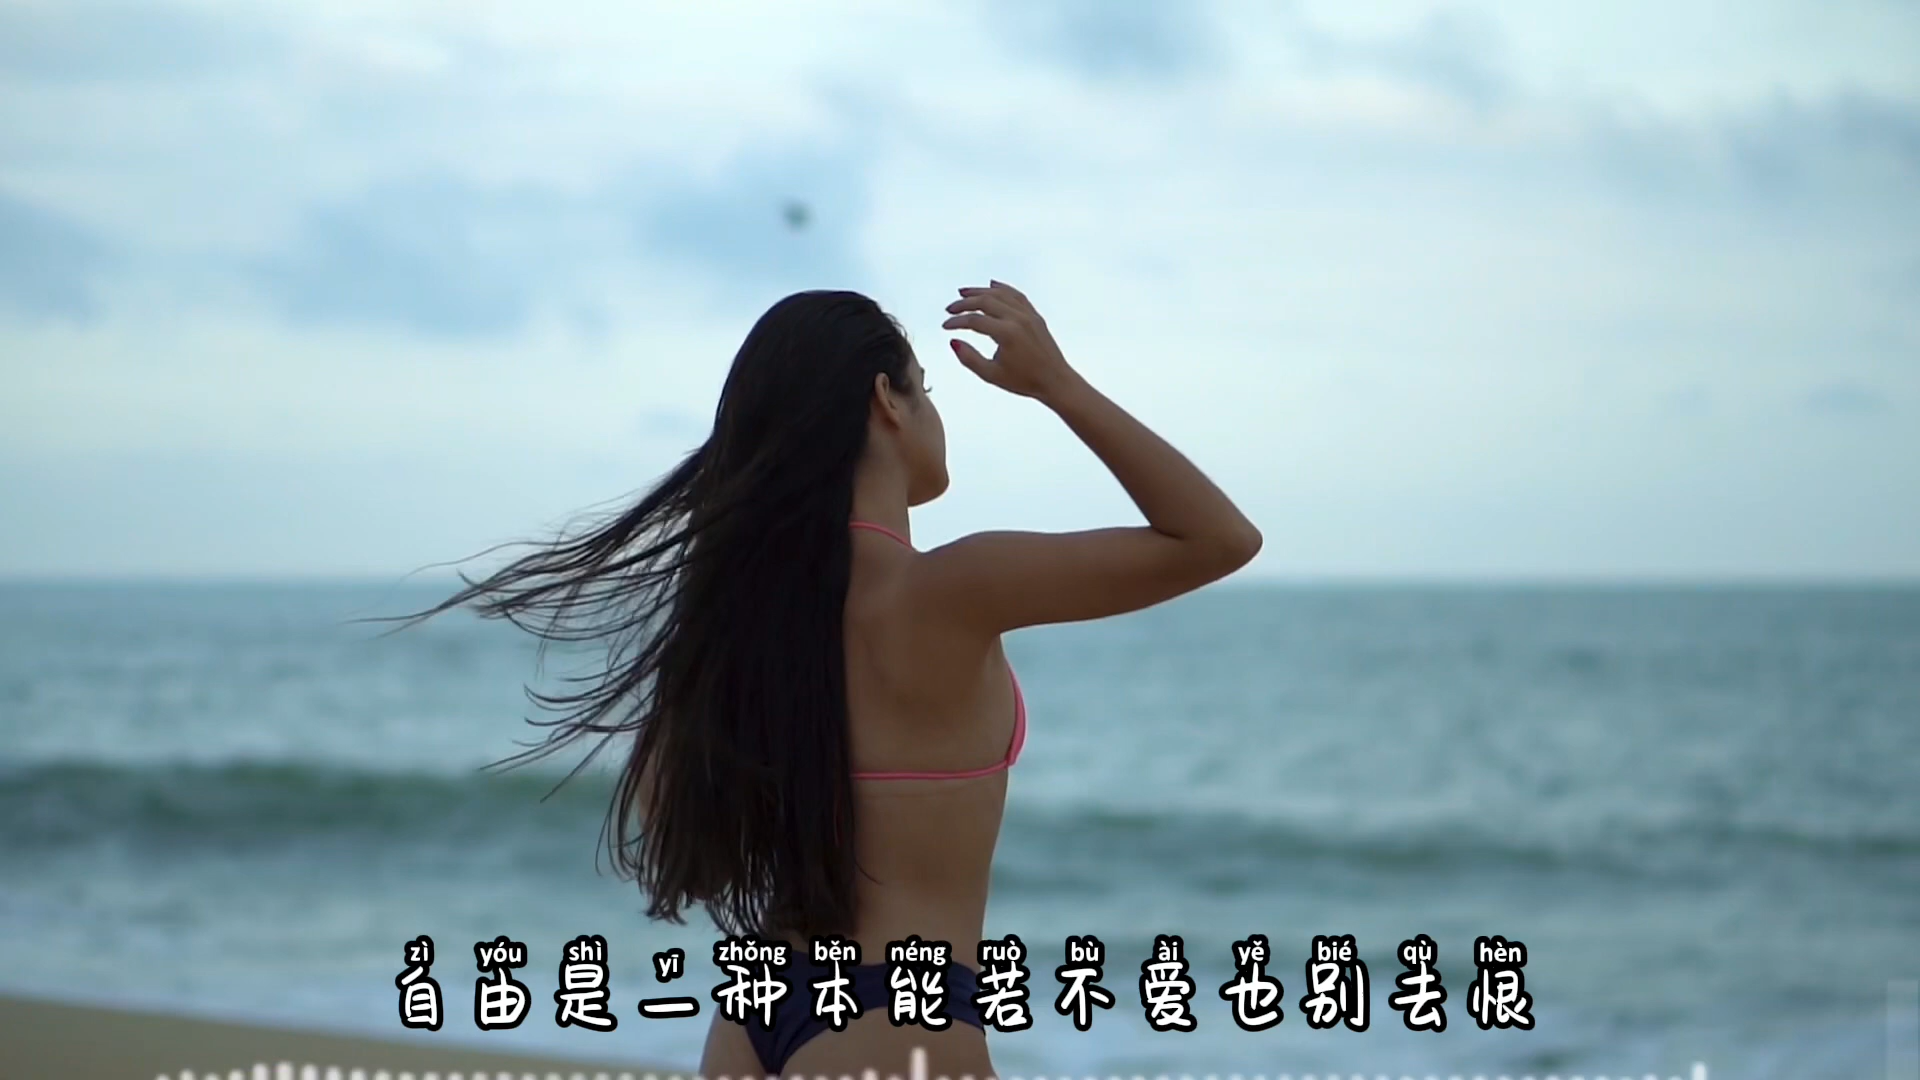 zì yóu shì yī zhǒng běn néng ruò bù ài yě bié qù hèn
自由是一种本能若不爱也别去恨